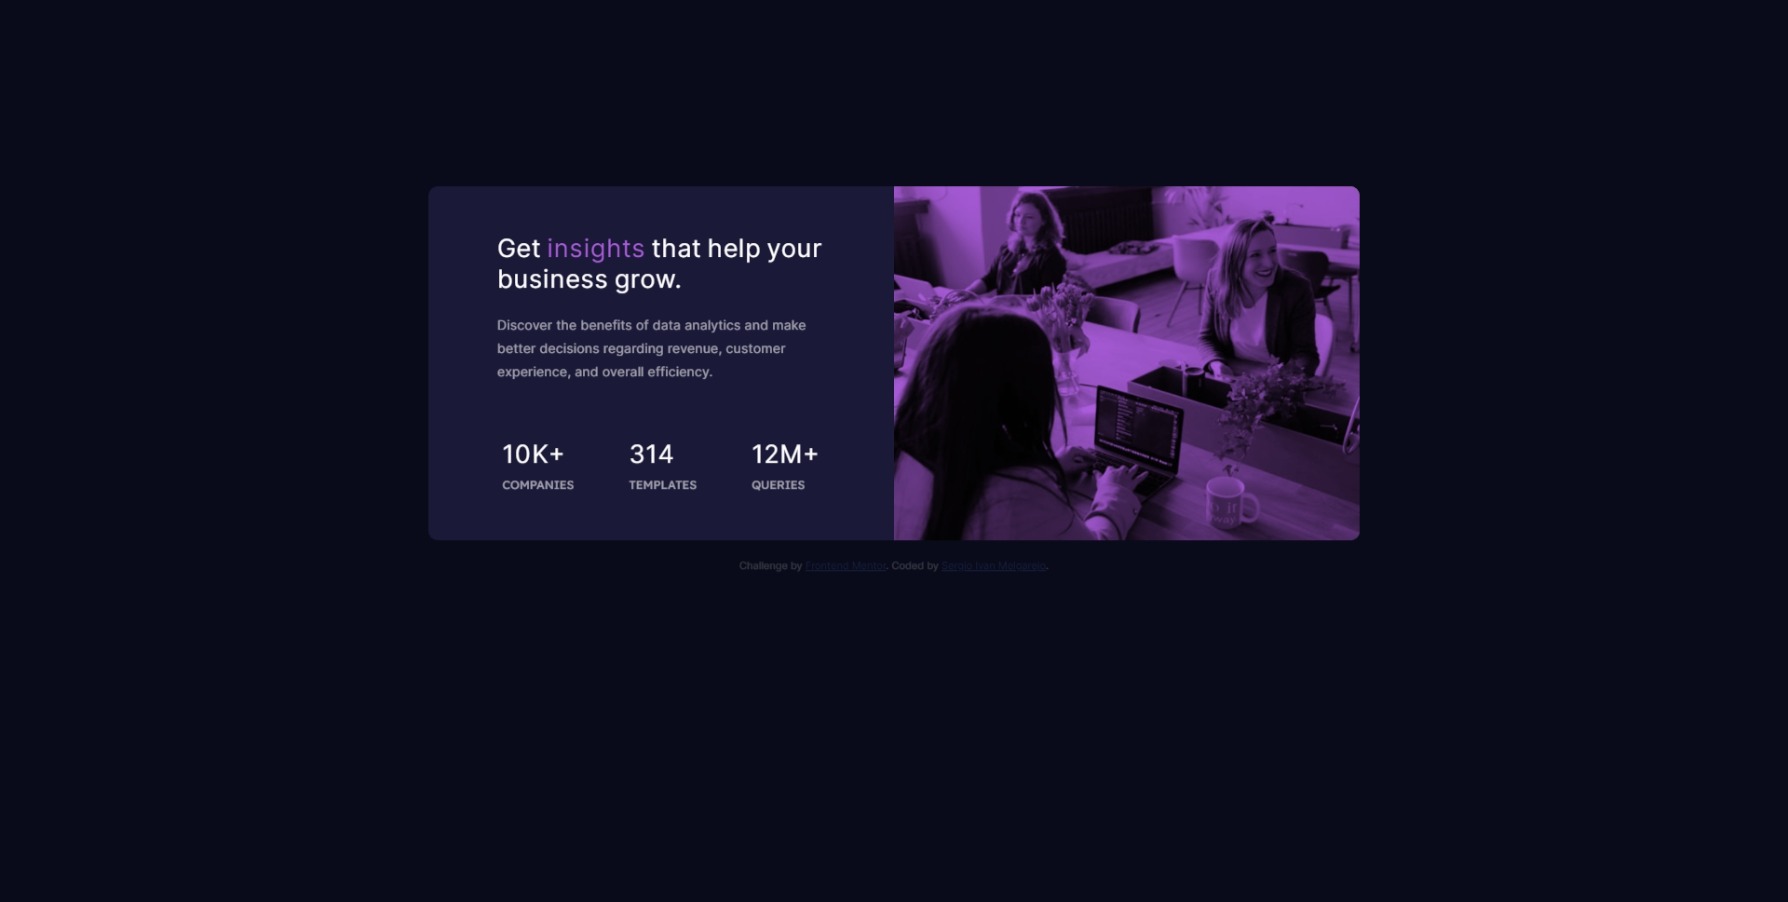 Get insights that help your
business grow.
Discover the benefits of data analytics and make
better decisions regarding revenue, customer
experience, and overall efficiency.
10K+ 314 12M+
COMPANIES TEMPLATES QUERIES
Challenge by Frontend Mentor. Coded by Sergio Ivan Melgarejo.